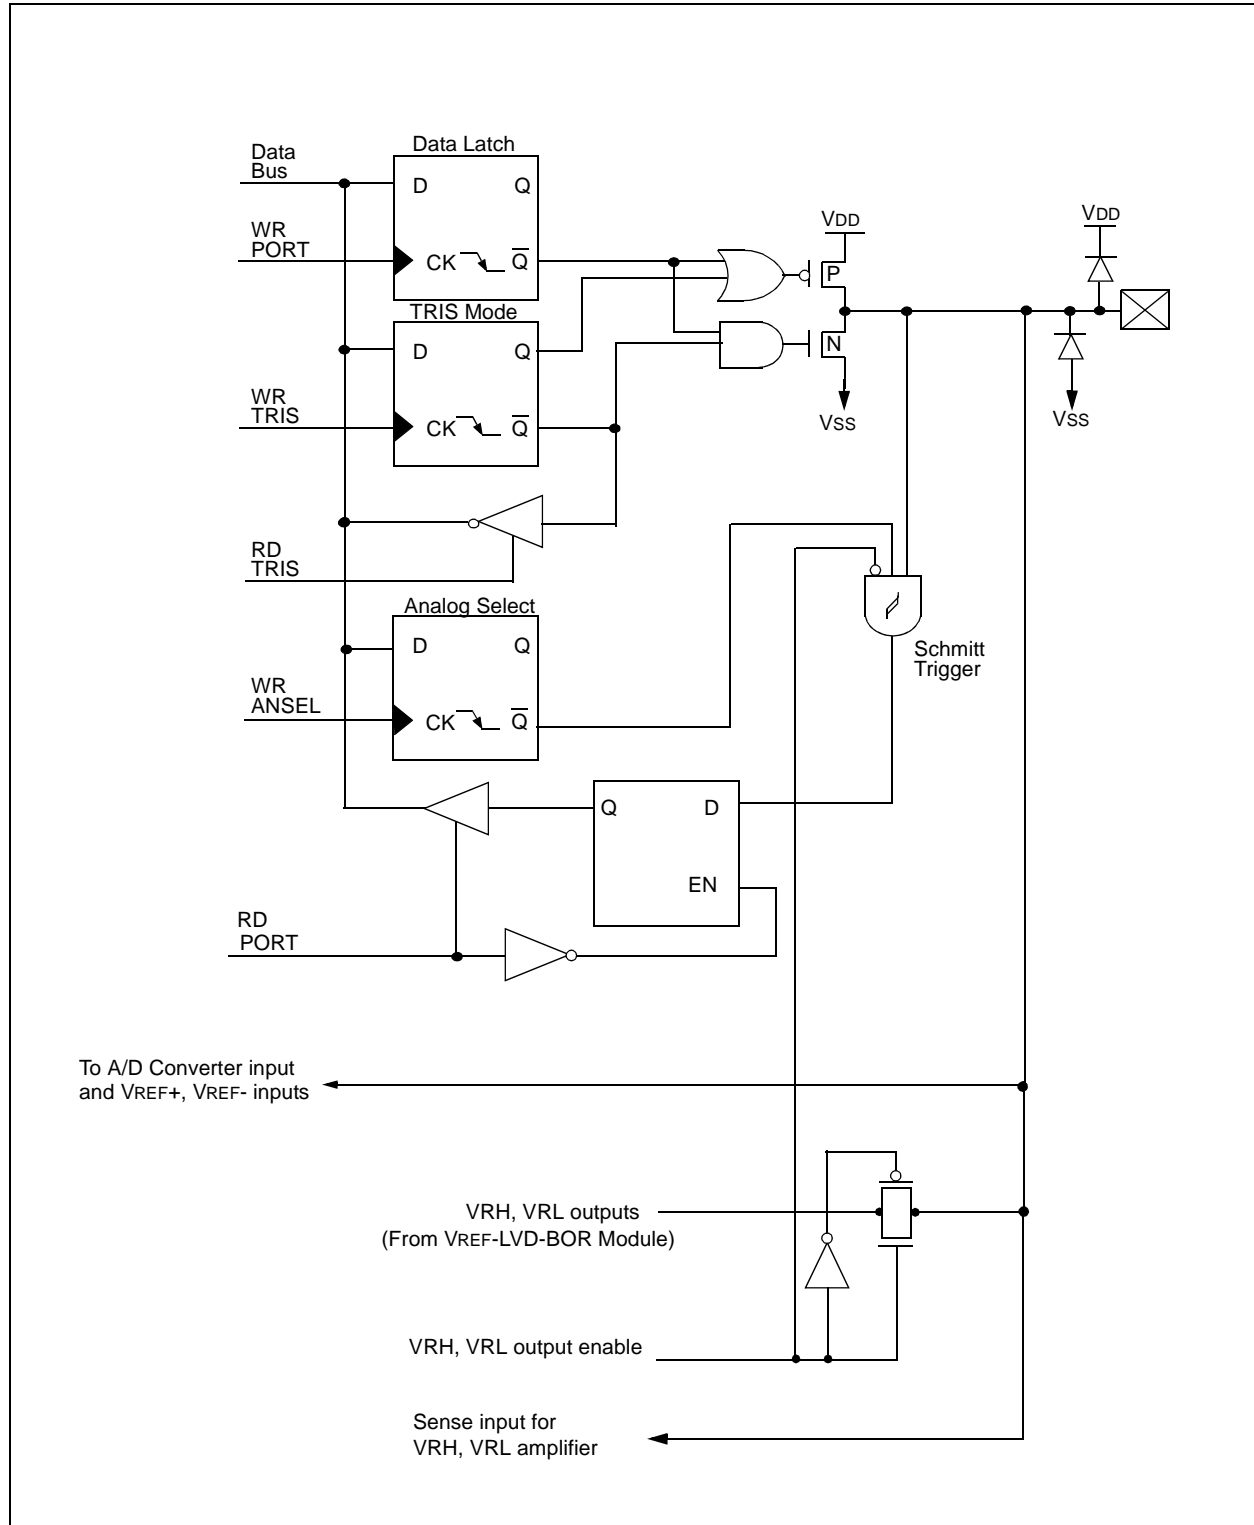 Data Latch
Data
Bus
D
Q
WR
PORT
CK
Q
VDD
VDD
P
TRIS Mode
D
Q
N
WR
TRIS
CK
Q
VSS
VSS
RD
TRIS
Analog Select
D
Q
Schmitt
Trigger
WR
ANSEL
CK
Q
Q
D
EN
RD
PORT
To A/D Converter input
and VREF+, VREF- inputs
VRH, VRL outputs
(From VREF-LVD-BOR Module)
VRH, VRL output enable
Sense input for
VRH, VRL amplifier